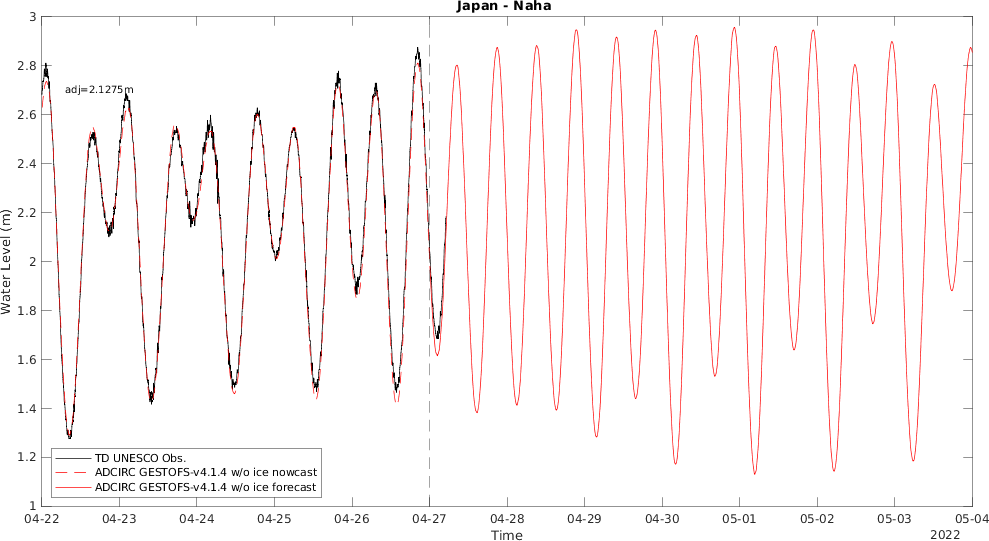 Japan - Naha
3
2.8
2.6
2.4
2.2
2
1.8
1.6
1.4
1.2
1
Water Level (m)
adj=2.1275m
TD UNESCO Obs.
ADCIRC GESTOFS-v4.1.4 w/o ice nowcast
ADCIRC GESTOFS-v4.1.4 w/o ice forecast
04-22 04-23 04-24 04-25 04-26 04-27 04-28 04-29 04-30 05-01 05-02 05-03 05-04
Time
2022